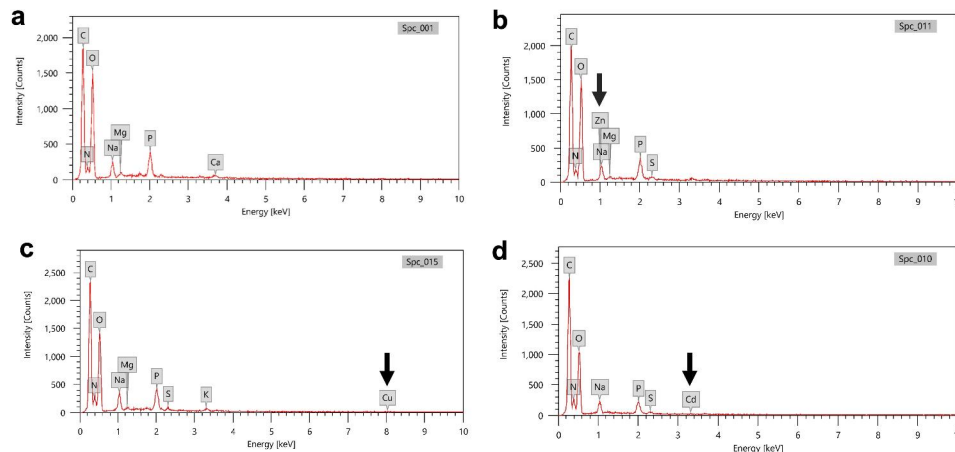 a
Spc_001
Intensity [Counts]
2,000
1,500
1,000
500
0
C
O
N
Na
Mg
P
Ca
0 1 2 3 4 5 6 7 8 9 10
Energy [keV]
b
Spc_011
Intensity [Counts]
2,000
1,500
1,000
500
0
C
O
N
Zn
Na
Mg
P
S
0 1 2 3 4 5 6 7 8 9
Energy [keV]
c
Spc_015
Intensity [Counts]
2,500
2,000
1,500
1,000
500
0
C
O
N
Na
Mg
P
S
K
Cu
0 1 2 3 4 5 6 7 8 9 10
Energy [keV]
d
Spc_010
Intensity [Counts]
2,500
2,000
1,500
1,000
500
0
C
O
N
Na
P
S
Cd
0 1 2 3 4 5 6 7 8 9
Energy [keV]